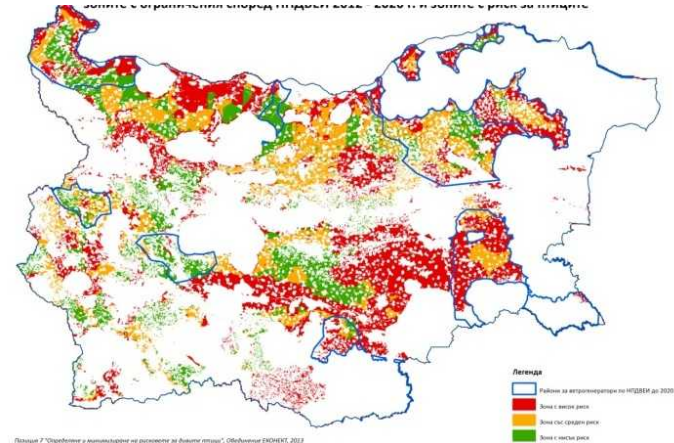 зоните с ограничения според НПДВЕИ 2012 - 2020 г. и зоните с риск за птиците
Легенда
Райони за ветрогенератори по НПДВЕИ до 2020
Зона с висок риск
Зона със среден риск
Зона с нисък риск
Позиция 7 "Определяне и минимизиране на рисковете за дивите птици", Обединение ЕКОНЕКТ, 2013